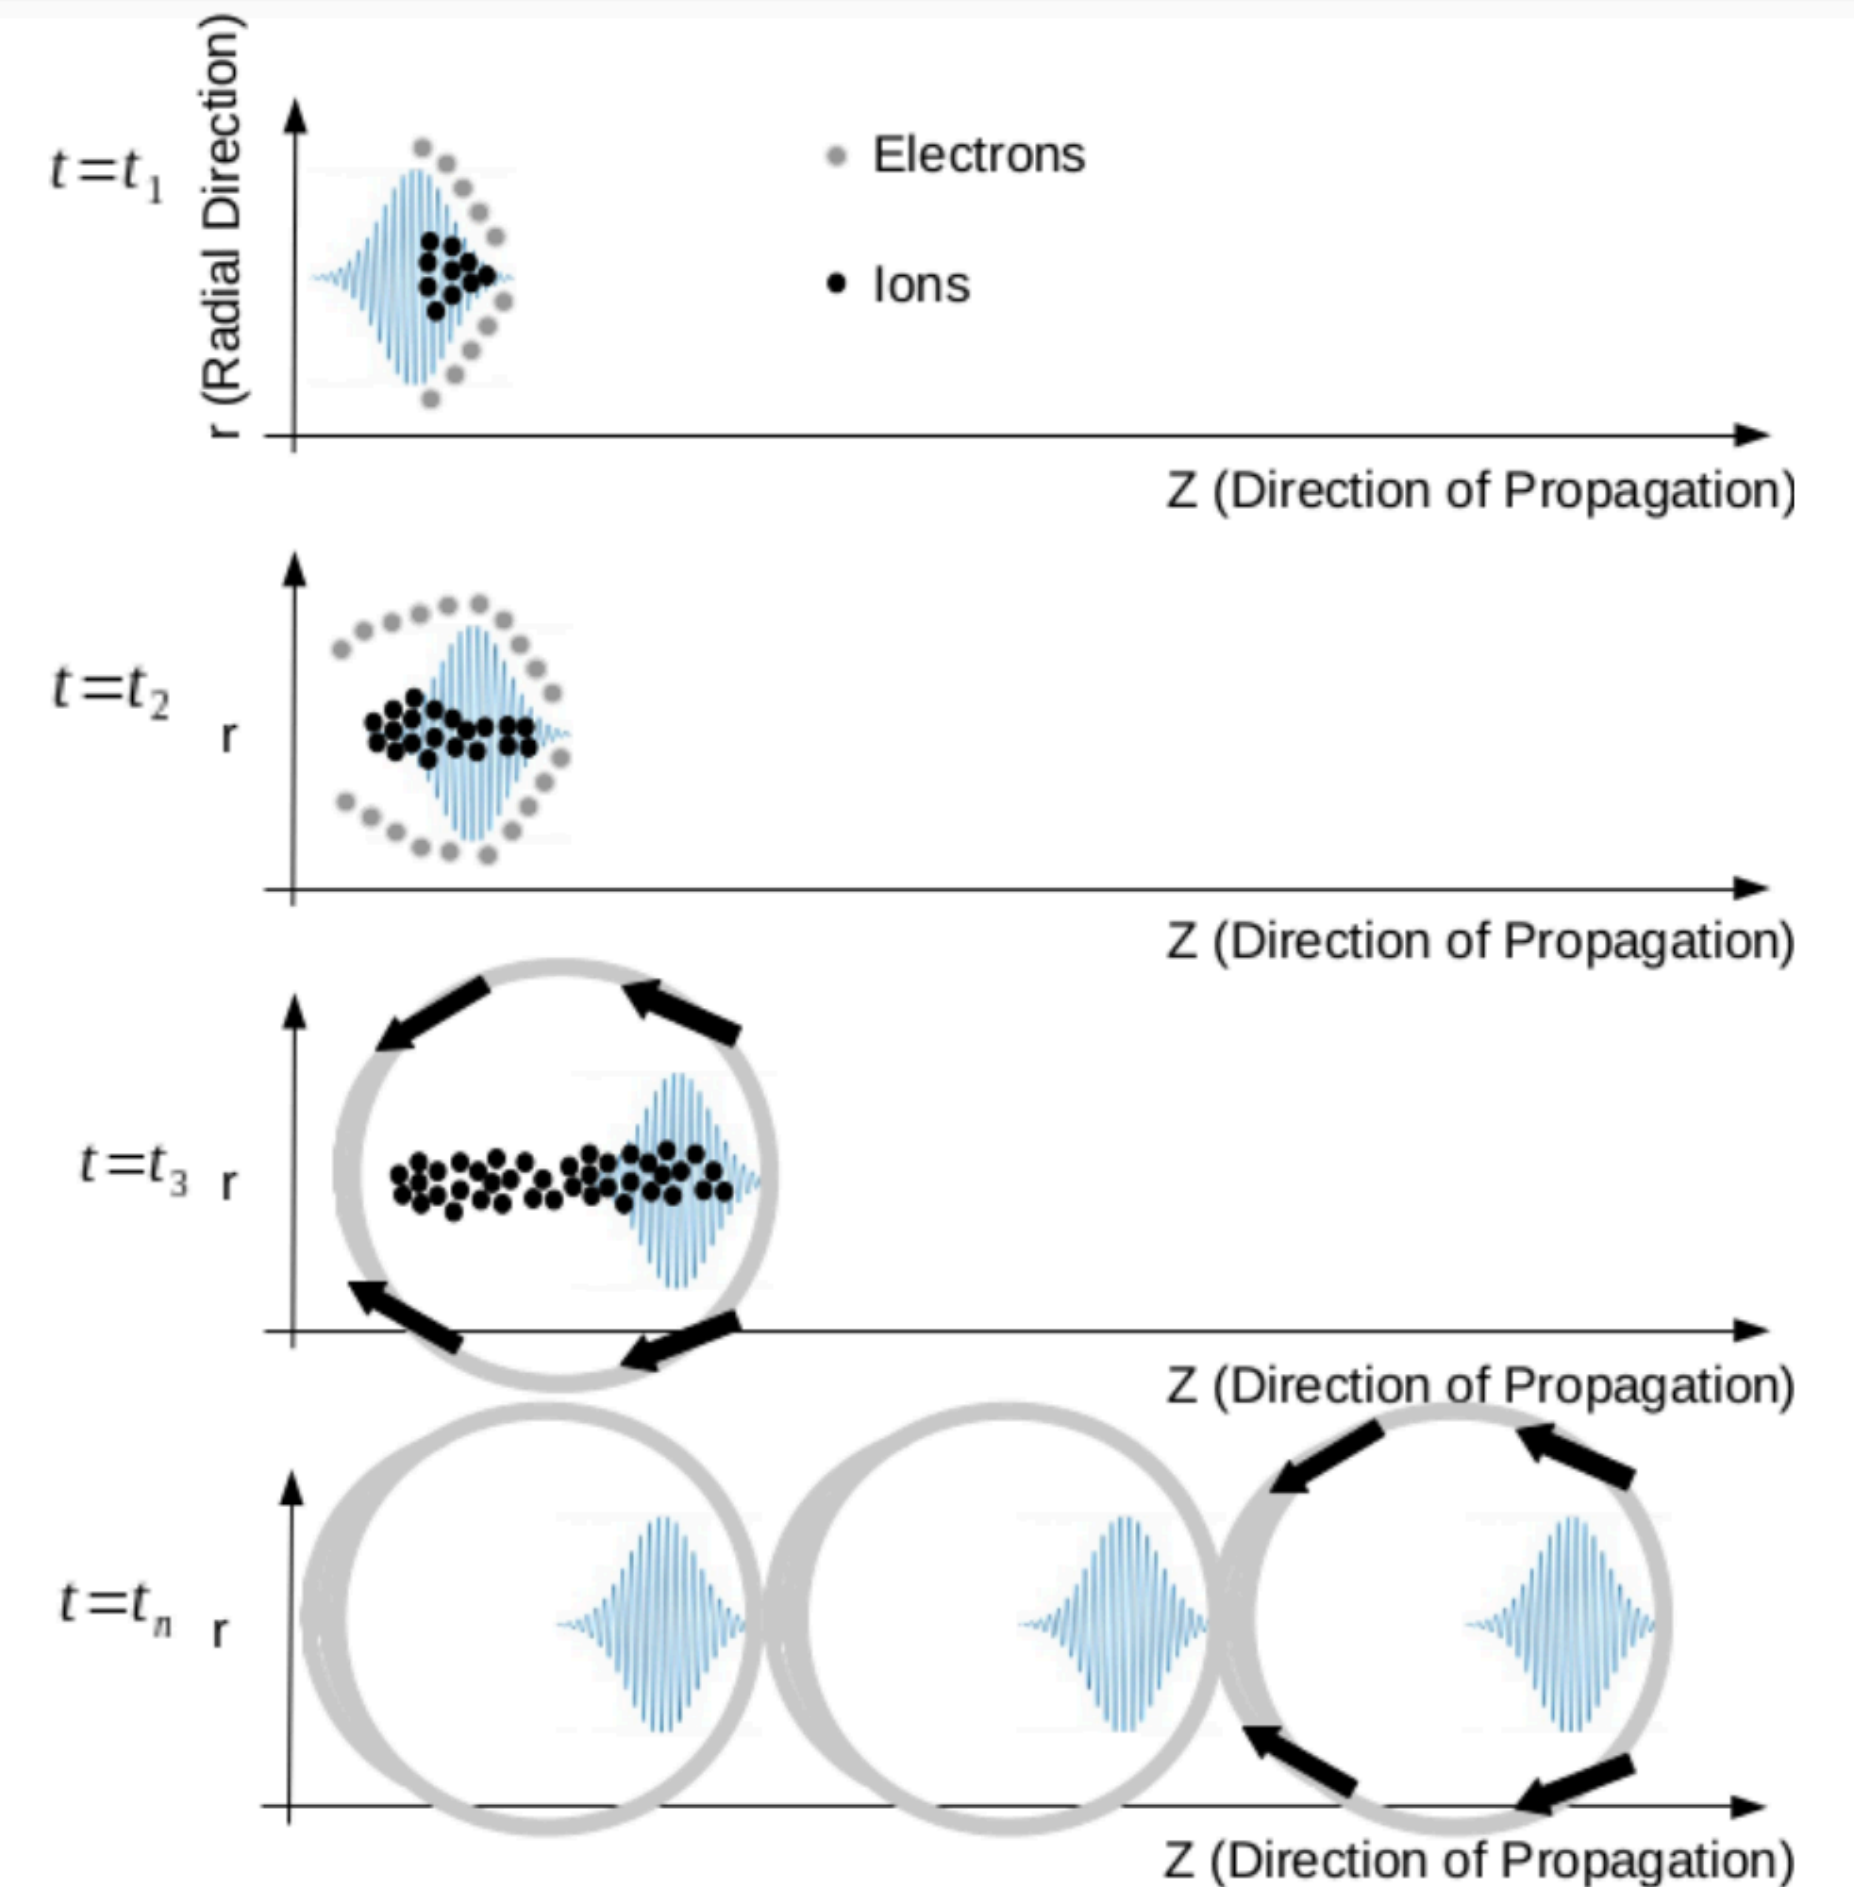 r (Radial Direction)
t=t₁
Electrons
Ions
Z (Direction of Propagation)
t=t₂
r
Z (Direction of Propagation)
t=t₃
r
Z (Direction of Propagation)
t=tₙ
r
Z (Direction of Propagation)